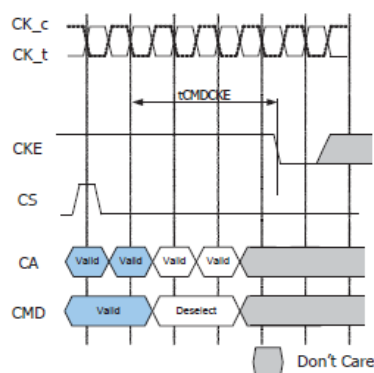 CK_c
CK_t
tCMDCKE
CKE
CS
CA Valid Valid Valid Valid
CMD Valid Deselect
Don't Care